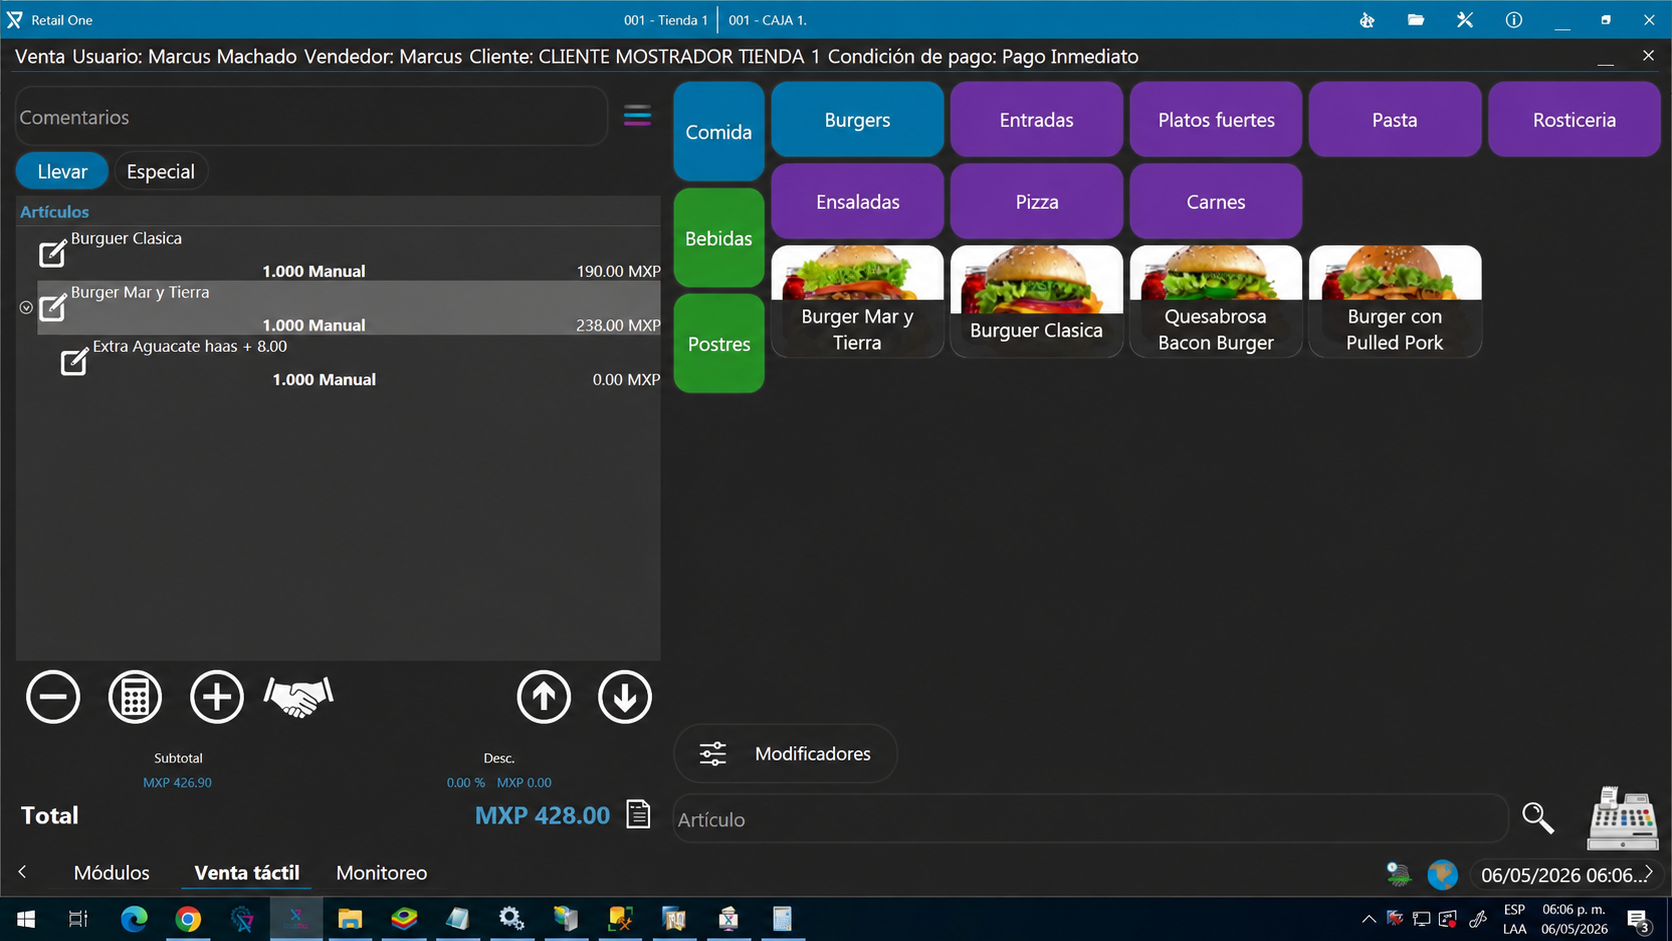 Retail One
001 - Tienda 1
001 - CAJA 1.
Venta Usuario: Marcus Machado Vendedor: Marcus Cliente: CLIENTE MOSTRADOR TIENDA 1 Condición de pago: Pago Inmediato
Comentarios
Llevar
Especial
Artículos
Burguer Clasica
1.000 Manual
190.00 MXP
Burger Mar y Tierra
1.000 Manual
238.00 MXP
Extra Aguacate haas + 8.00
1.000 Manual
0.00 MXP
Subtotal
MXP 426.90
Desc.
0.00 %
MXP 0.00
Total
MXP 428.00
Comida
Bebidas
Postres
Burgers
Entradas
Platos fuertes
Pasta
Rosticeria
Ensaladas
Pizza
Carnes
Burger Mar y
Tierra
Burguer Clasica
Quesabrosa
Bacon Burger
Burger con
Pulled Pork
Modificadores
Artículo
Módulos
Venta táctil
Monitoreo
06/05/2026 06:06...
ESP
LAA
06:06 p. m.
06/05/2026
3